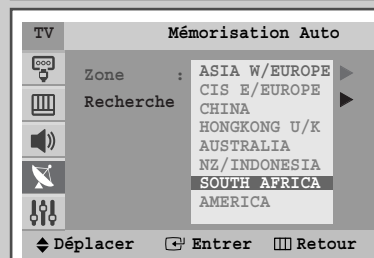 TV Mémorisation Auto
Zone : ASIA W/EUROPE
CIS E/EUROPE
Recherche CHINA
HONGKONG U/K
AUSTRALIA
NZ/INDONESIA
SOUTH AFRICA
AMERICA
Déplacer Entrer Retour